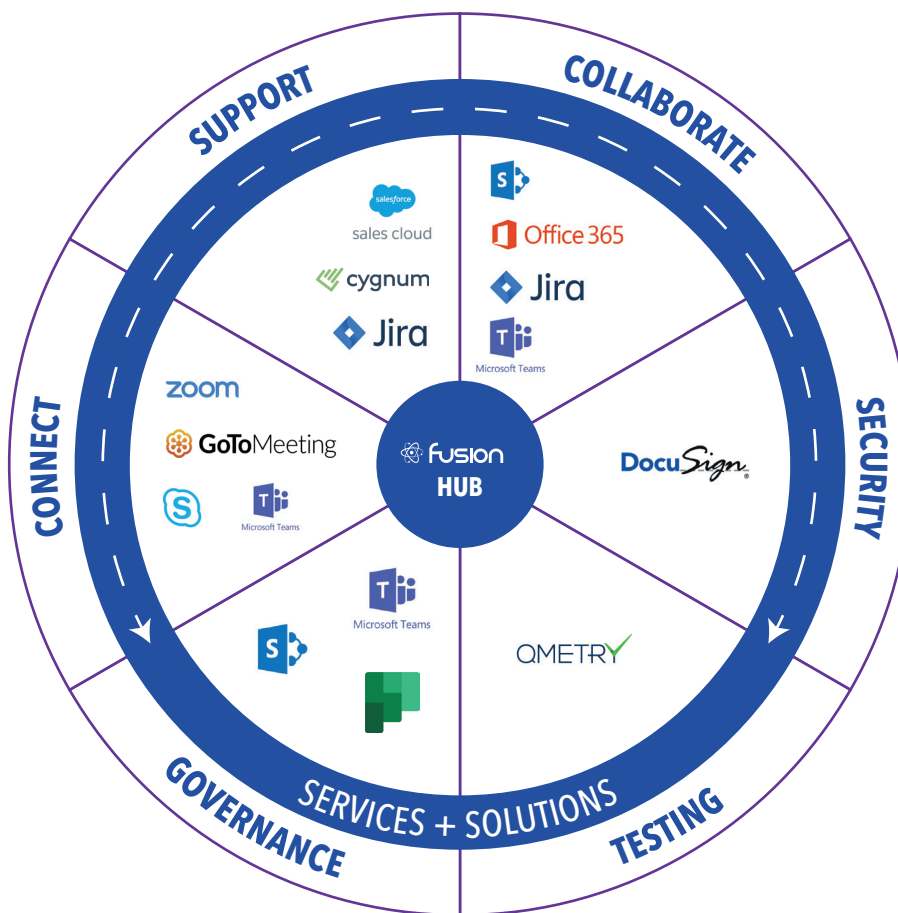 SUPPORT
COLLABORATE
salesforce
sales cloud
cygnum
Jira
S
Office 365
Jira
T
Microsoft Teams
CONNECT
zoom
GoToMeeting
S
T
Microsoft Teams
fusion
HUB
DocuSign®
SECURITY
T
Microsoft Teams
S
QMETRY
GOVERNANCE
SERVICES + SOLUTIONS
TESTING